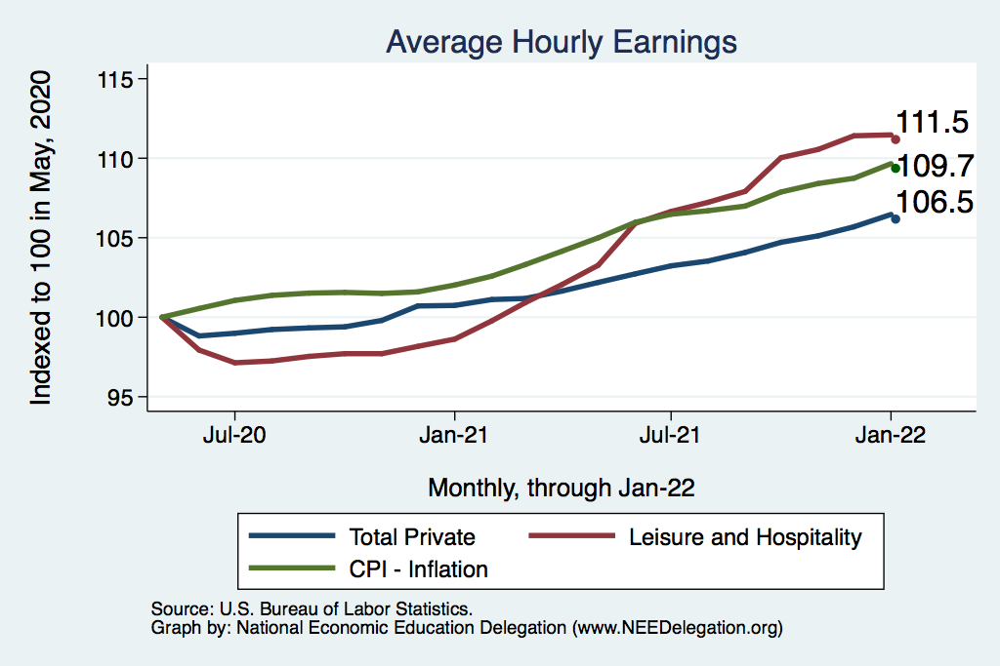 Average Hourly Earnings
Indexed to 100 in May, 2020
115
110
105
100
95
111.5
109.7
106.5
Jul-20 Jan-21 Jul-21 Jan-22
Monthly, through Jan-22
Total Private Leisure and Hospitality
CPI - Inflation
Source: U.S. Bureau of Labor Statistics.
Graph by: National Economic Education Delegation (www.NEEDelegation.org)